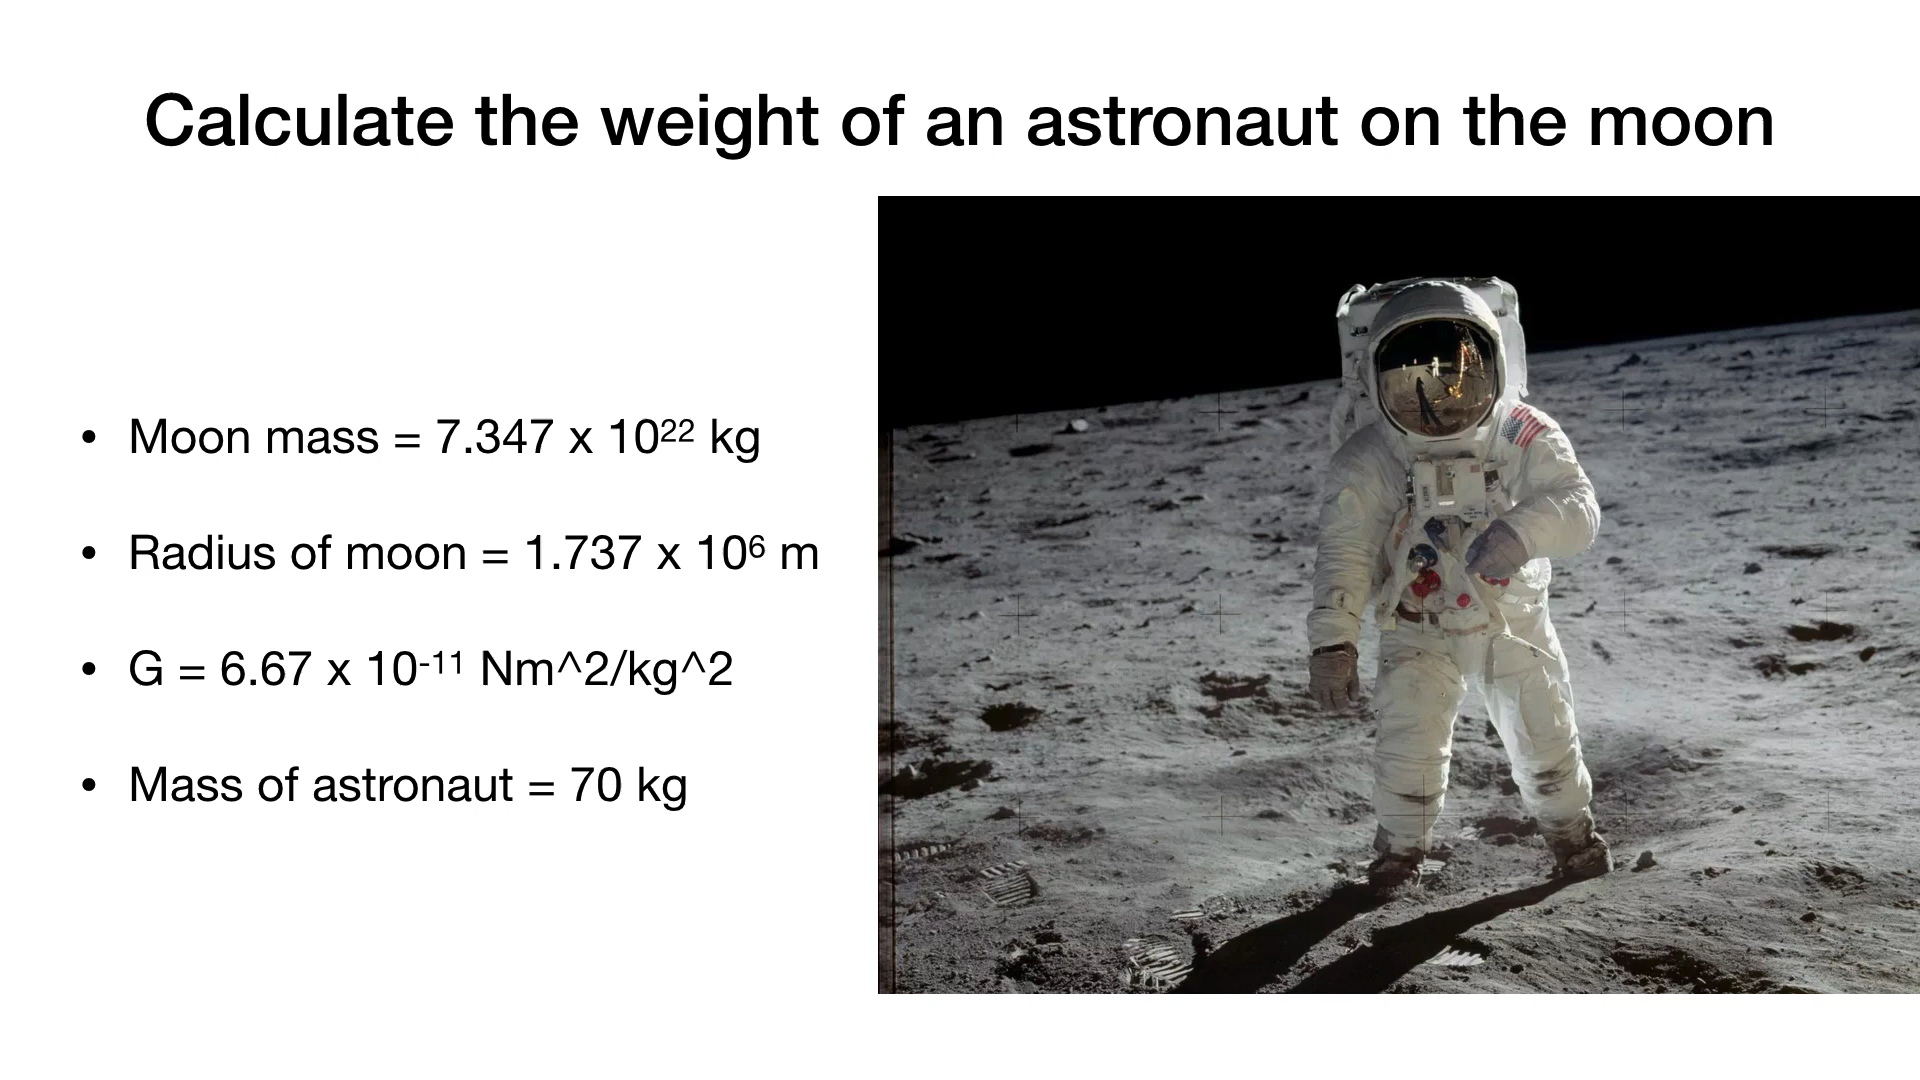 Calculate the weight of an astronaut on the moon
• Moon mass = 7.347 x 10²² kg
• Radius of moon = 1.737 x 10⁶ m
• G = 6.67 x 10⁻¹¹ Nm^2/kg^2
• Mass of astronaut = 70 kg